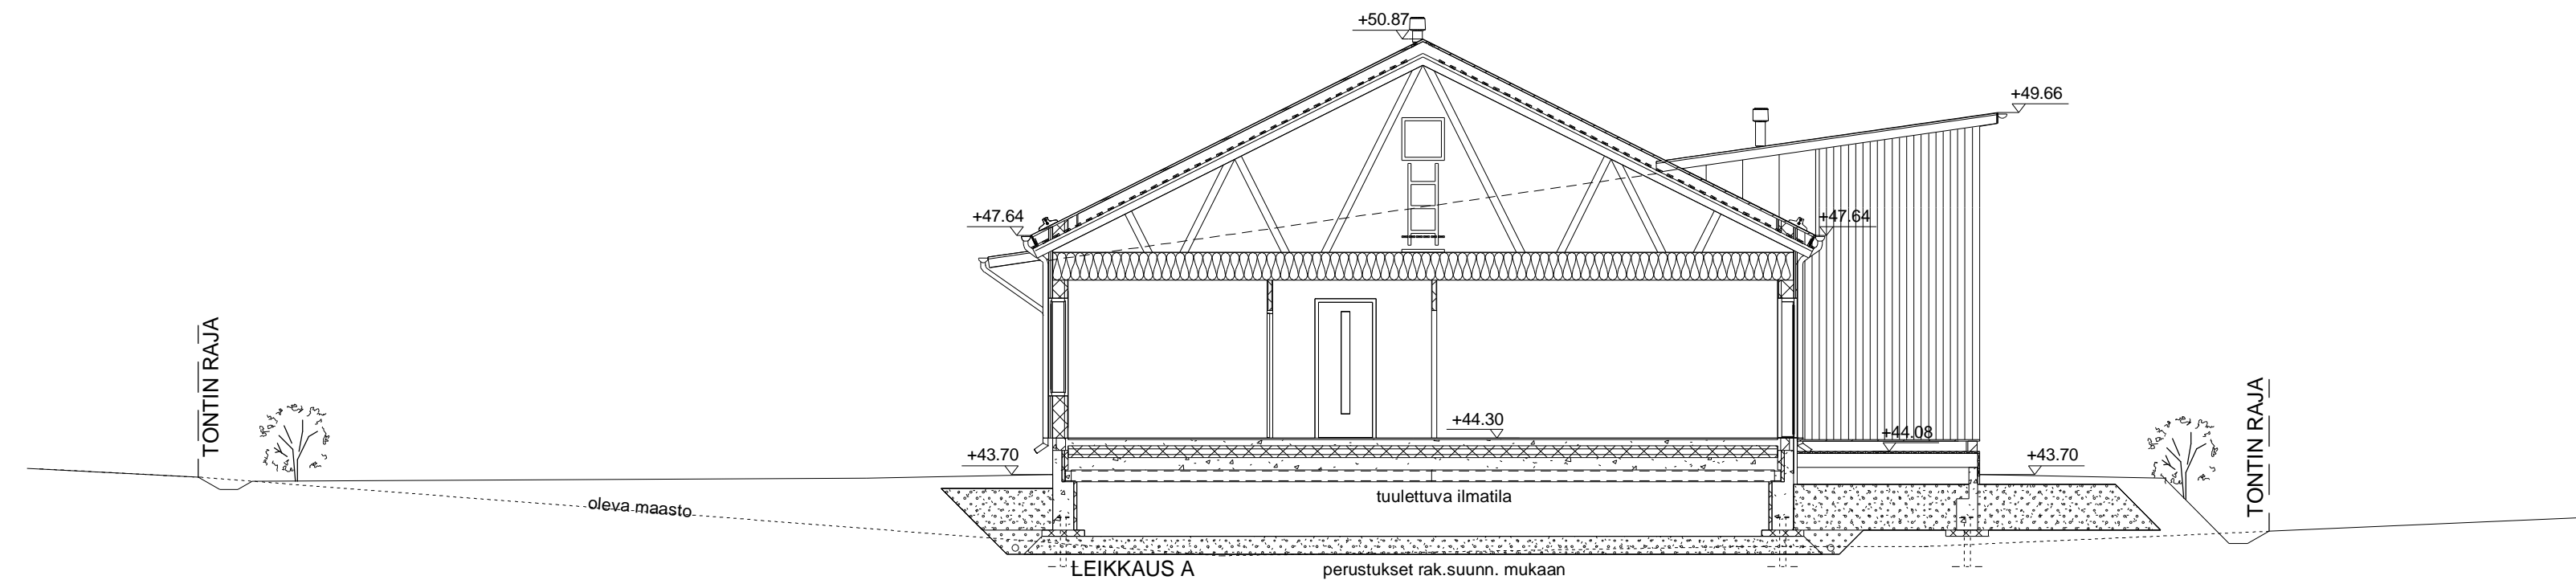 +50.87
+49.66
+47.64
+47.64
TONTIN RAJA
+44.30
+44.08
+43.70
+43.70
TONTIN RAJA
oleva maasto
tuulettuva ilmatila
LEIKKAUS A
perustukset rak.suunn. mukaan